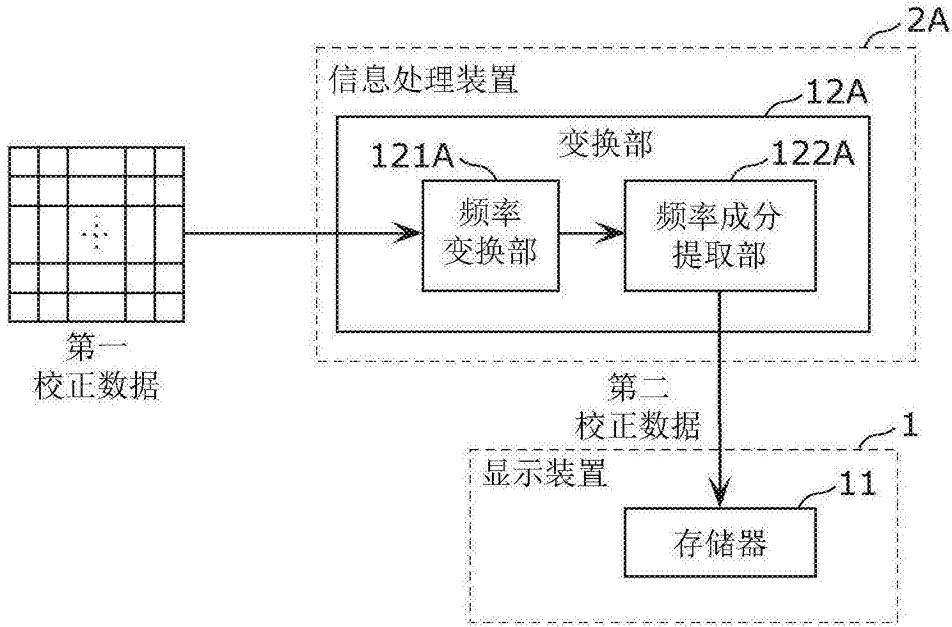 2A
信息处理装置
12A
变换部
121A
122A
频率
变换部
频率成分
提取部
第一
校正数据
第二
校正数据
1
显示装置
11
存储器